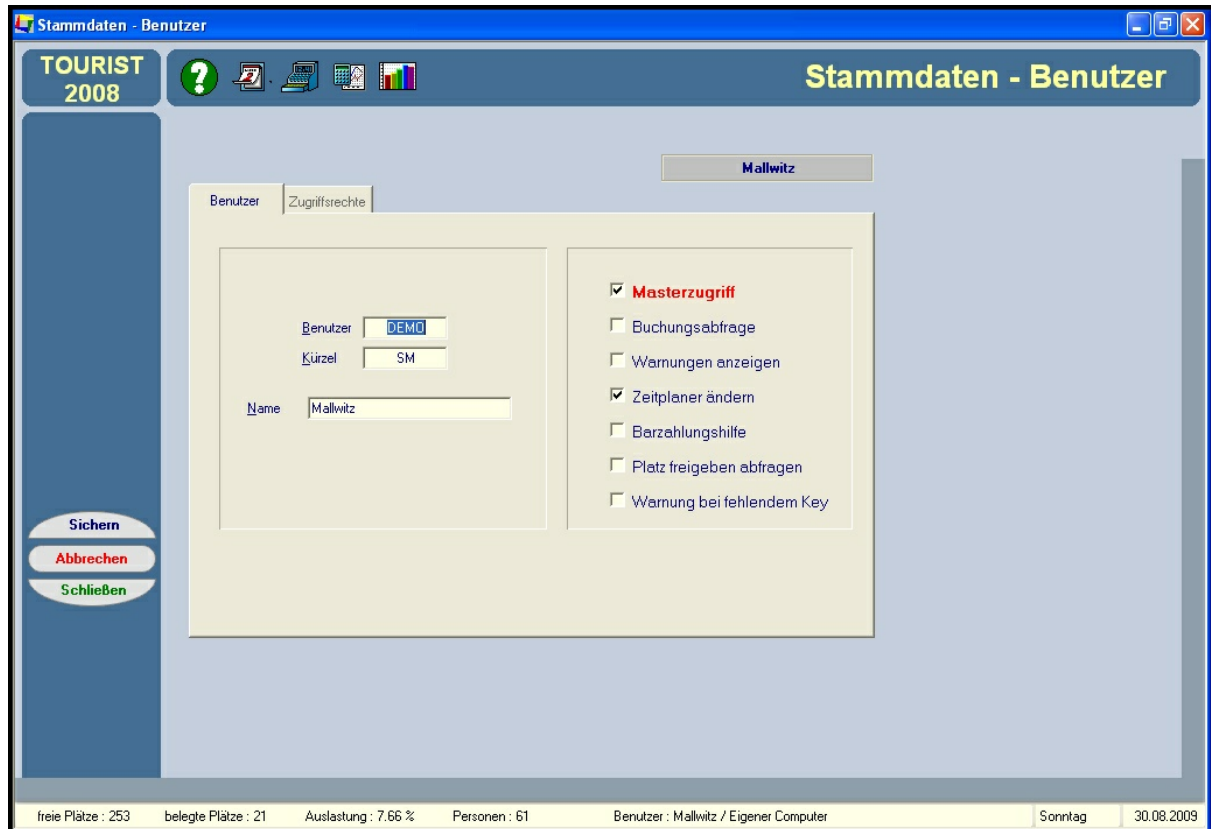 Stammdaten - Benutzer
TOURIST
2008
Stammdaten - Benutzer
Mallwitz
Benutzer Zugriffsrechte
Benutzer DEMO
Kürzel SM
Name Mallwitz
Masterzugriff
Buchungsabfrage
Warnungen anzeigen
Zeitplaner ändern
Barzahlungshilfe
Platz freigeben abfragen
Warnung bei fehlendem Key
Sichern
Abbrechen
Schließen
freie Plätze : 253 belegte Plätze : 21 Auslastung : 7.66 % Personen : 61 Benutzer : Mallwitz / Eigener Computer Sonntag 30.08.2009